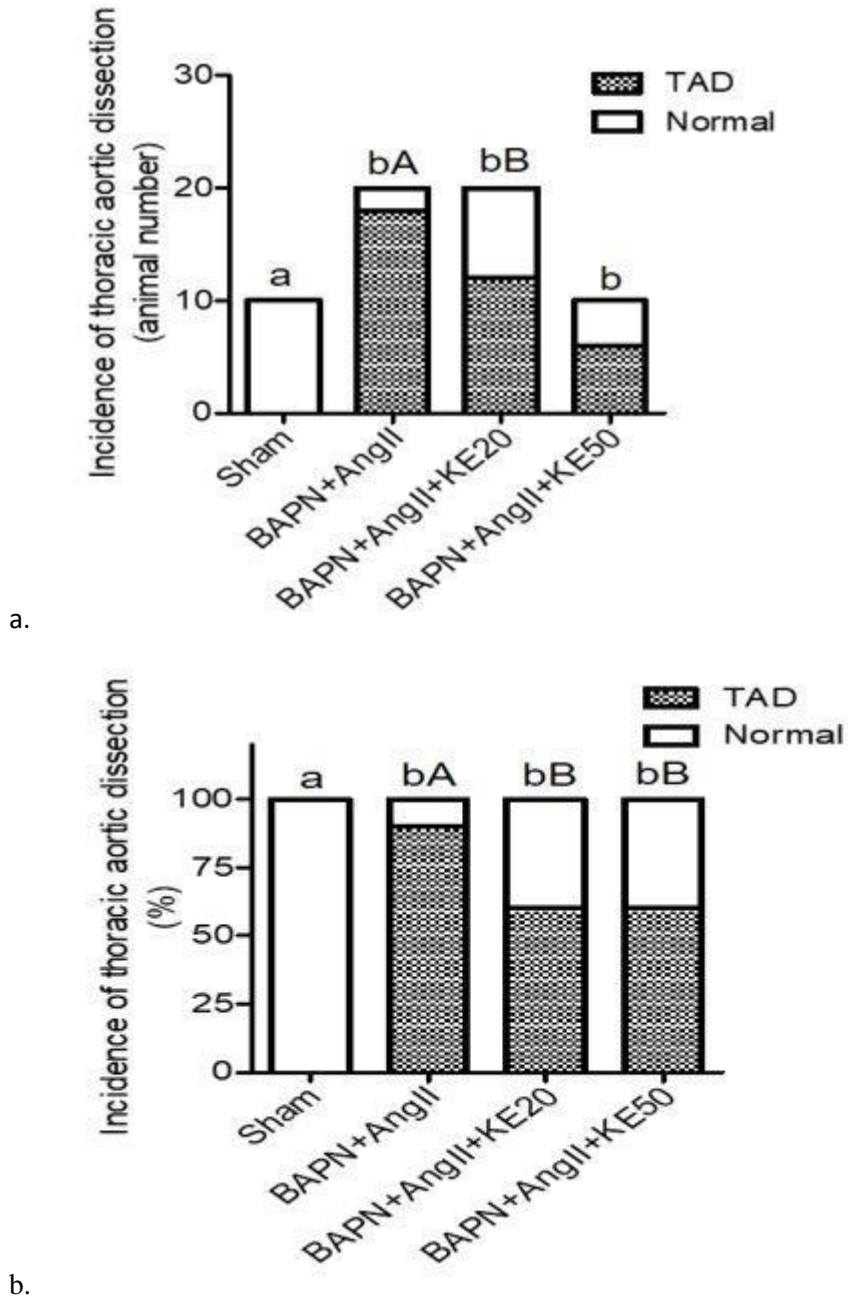 Incidence of thoracic aortic dissection
(animal number)
30
20
10
0
TAD
Normal
a
bA
bB
b
Sham
BAPN+AngII
BAPN+AngII+KE20
BAPN+AngII+KE50
a.
Incidence of thoracic aortic dissection
(%)
100
75
50
25
0
TAD
Normal
a
bA
bB
bB
Sham
BAPN+AngII
BAPN+AngII+KE20
BAPN+AngII+KE50
b.